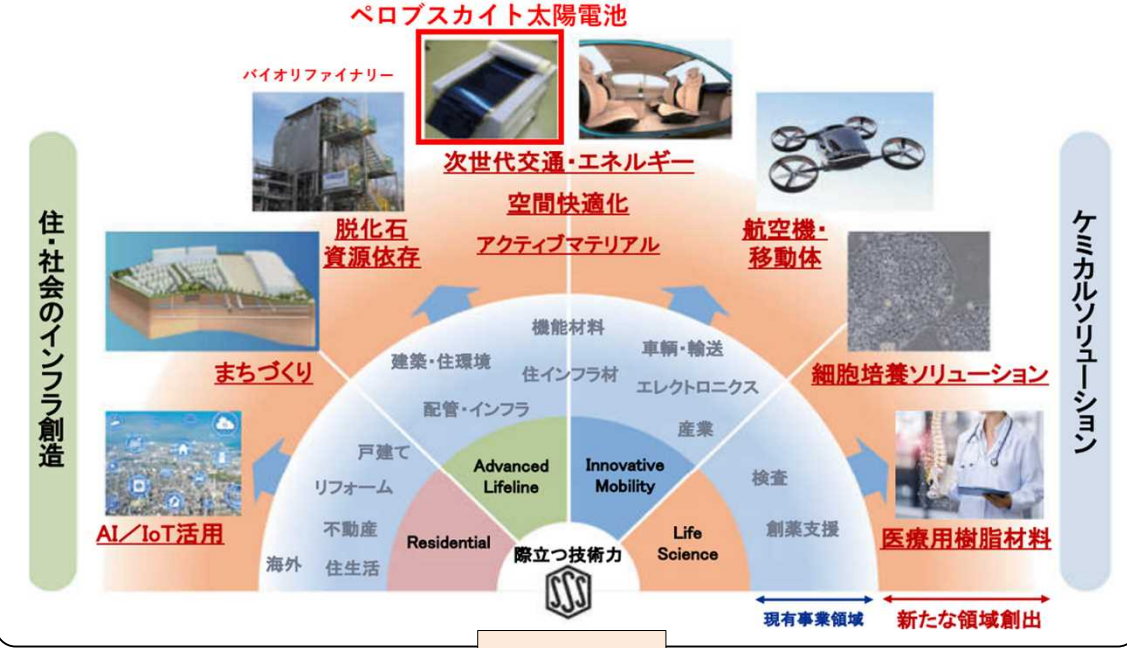 ペロブスカイト太陽電池
バイオリファイナリー
次世代交通・エネルギー
空間快適化
アクティブマテリアル
脱化石
資源依存
航空機・
移動体
まちづくり
細胞培養ソリューション
AI／IoT活用
医療用樹脂材料
住・社会のインフラ創造
ケミカルソリューション
機能材料
建築・住環境
車輌・輸送
住インフラ材
エレクトロニクス
配管・インフラ
産業
戸建て
リフォーム
不動産
海外
住生活
検査
創薬支援
Advanced
Lifeline
Innovative
Mobility
Residential
Life
Science
際立つ技術力
SSS
現有事業領域
新たな領域創出